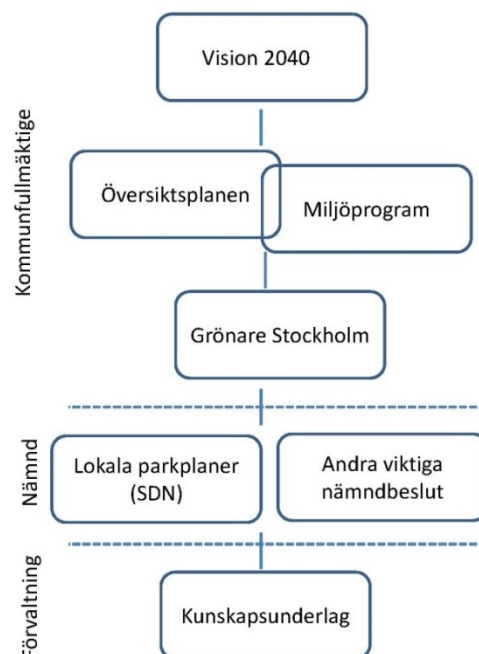 Kommunfullmäktige
Vision 2040
Översiktsplanen
Miljöprogram
Grönare Stockholm
Nämnd
Lokala parkplaner
(SDN)
Andra viktiga
nämndbeslut
Förvaltning
Kunskapsunderlag